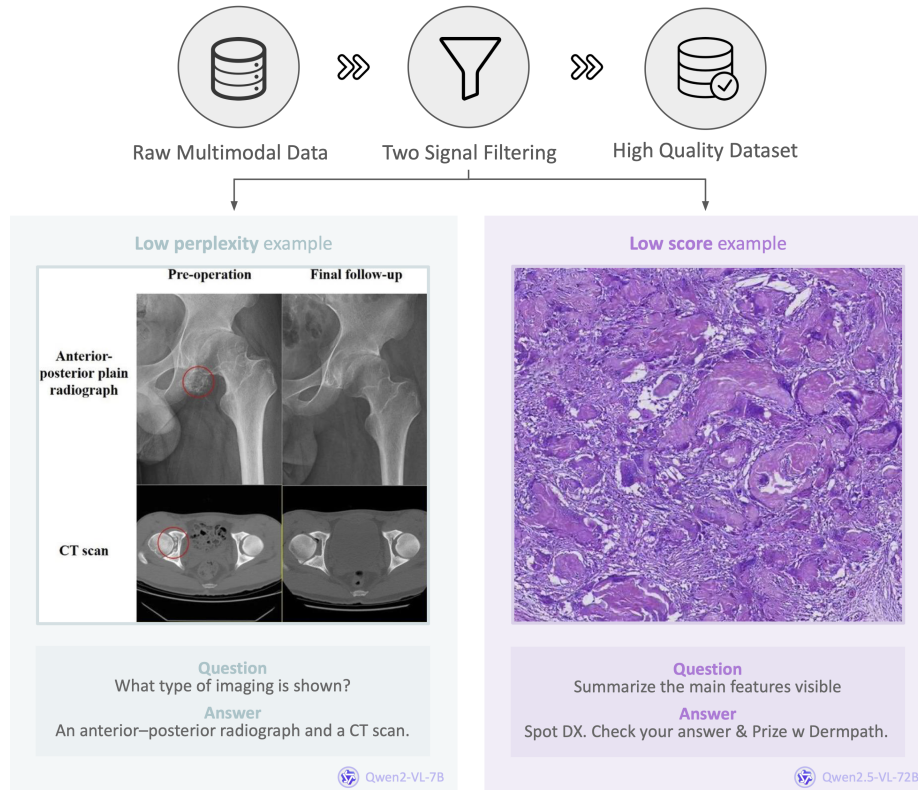 Raw Multimodal Data
Two Signal Filtering
High Quality Dataset
Low perplexity example
Pre-operation
Final follow-up
Anterior-
posterior plain
radiograph
CT scan
Question
What type of imaging is shown?
Answer
An anterior–posterior radiograph and a CT scan.
Qwen2-VL-7B
Low score example
Question
Summarize the main features visible
Answer
Spot DX. Check your answer & Prize w Dermpath.
Qwen2.5-VL-72B